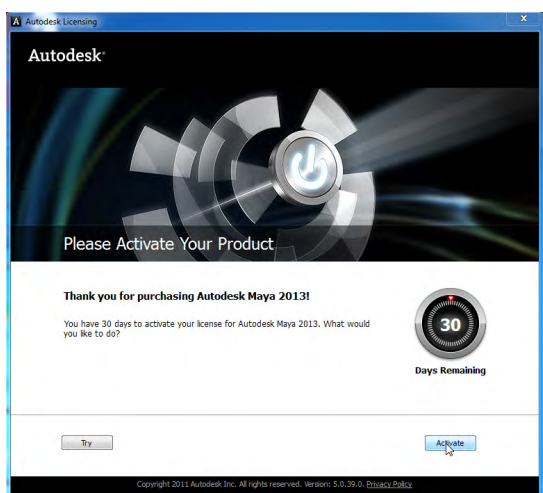 Autodesk Licensing
Autodesk®
Please Activate Your Product
Thank you for purchasing Autodesk Maya 2013!
You have 30 days to activate your license for Autodesk Maya 2013. What would
you like to do?
30
Days Remaining
Try
Activate
Copyright 2011 Autodesk Inc. All rights reserved. Version: 5.0.39.0. Privacy Policy